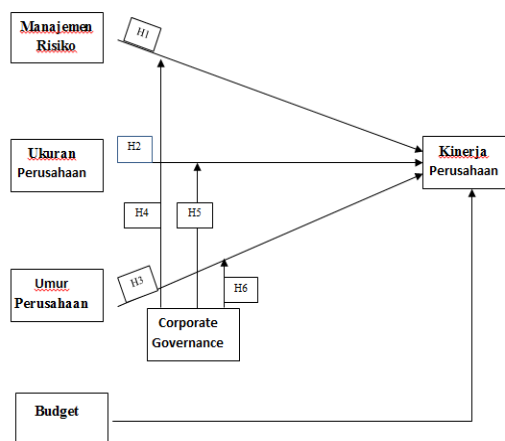 Manajemen
Risiko
H1
Ukuran
Perusahaan
H2
Kinerja
Perusahaan
H4
H5
Umur
Perusahaan
H3
H6
Corporate
Governance
Budget